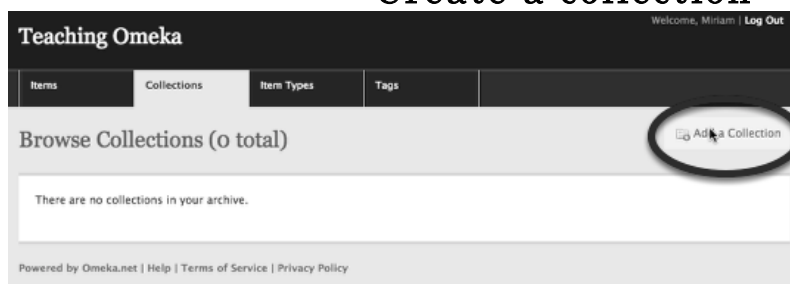 Create a collection
Welcome, Miriam | Log Out
Teaching Omeka
Items Collections Item Types Tags
Browse Collections (0 total)
Add a Collection
There are no collections in your archive.
Powered by Omeka.net | Help | Terms of Service | Privacy Policy